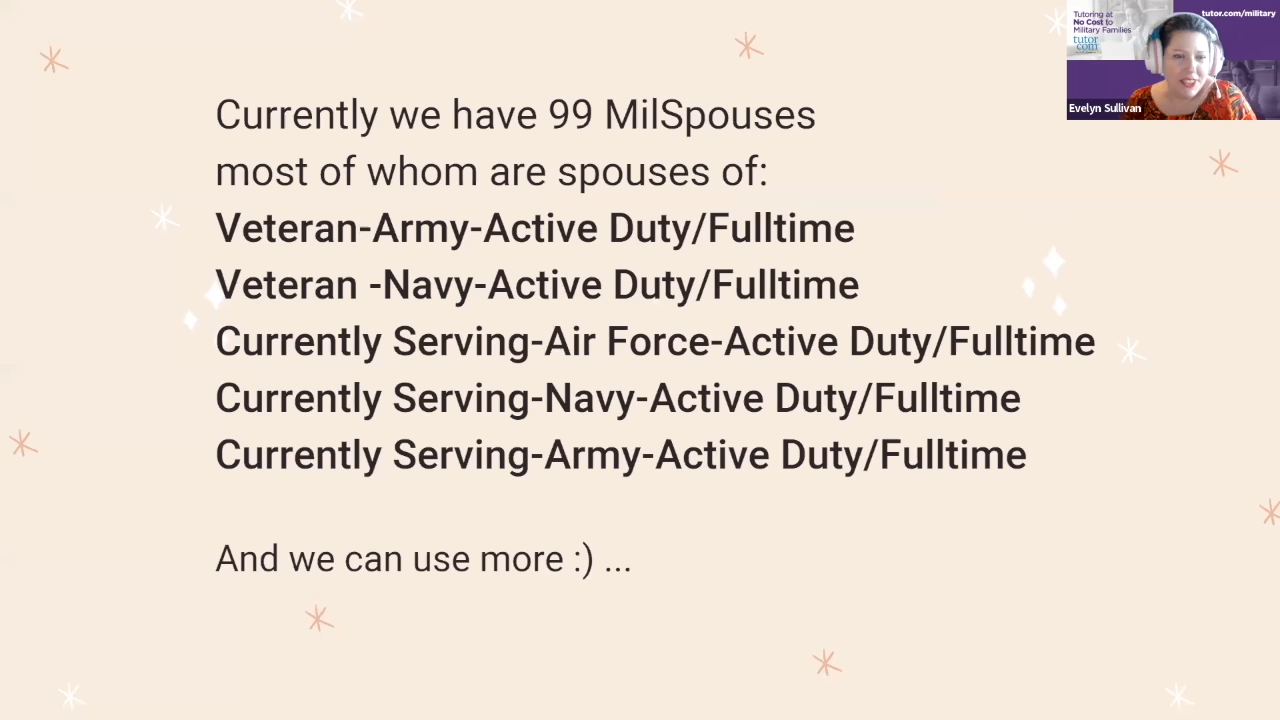 Currently we have 99 MilSpouses
most of whom are spouses of:
Veteran-Army-Active Duty/Fulltime
Veteran -Navy-Active Duty/Fulltime
Currently Serving-Air Force-Active Duty/Fulltime
Currently Serving-Navy-Active Duty/Fulltime
Currently Serving-Army-Active Duty/Fulltime
And we can use more :) ...
Tutoring at
No Cost to
Military Families
tutor
com
tutor.com/military
Evelyn Sullivan